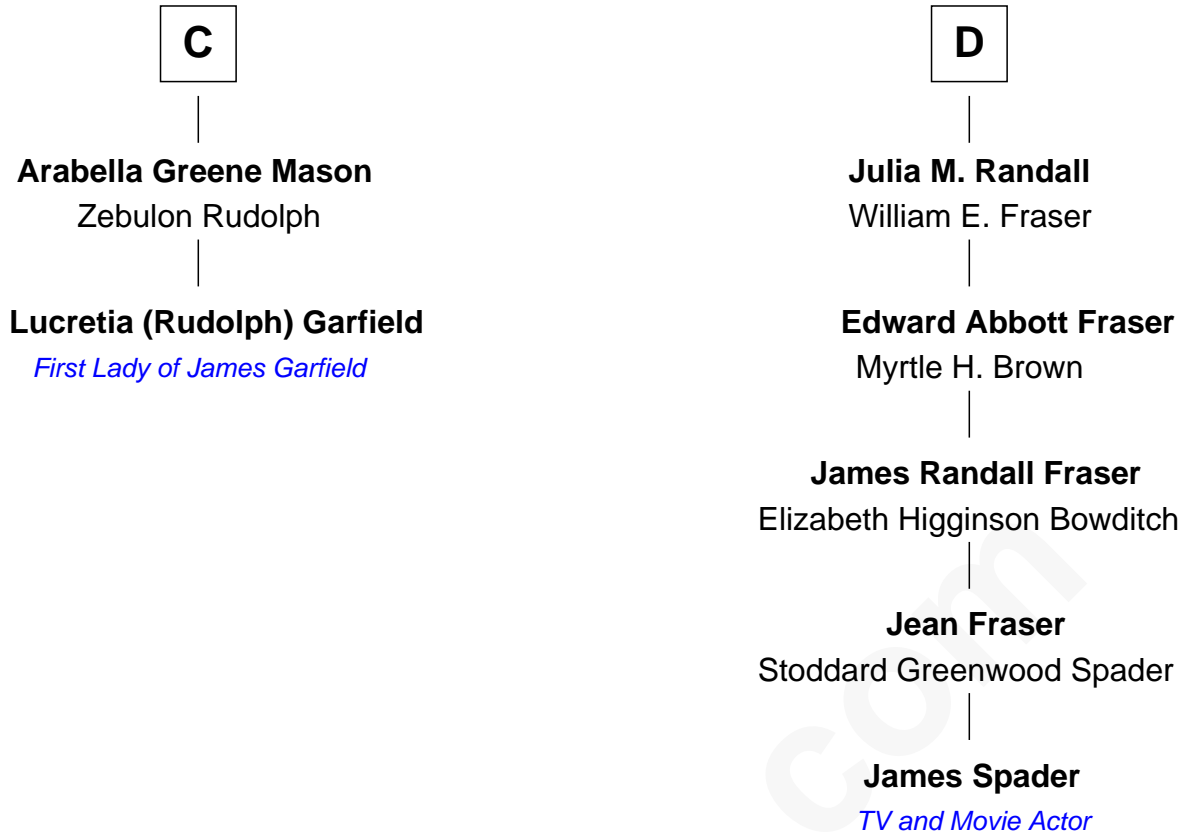 C
Arabella Greene Mason
Zebulon Rudolph
Lucretia (Rudolph) Garfield
First Lady of James Garfield
D
Julia M. Randall
William E. Fraser
Edward Abbott Fraser
Myrtle H. Brown
James Randall Fraser
Elizabeth Higginson Bowditch
Jean Fraser
Stoddard Greenwood Spader
James Spader
TV and Movie Actor
com